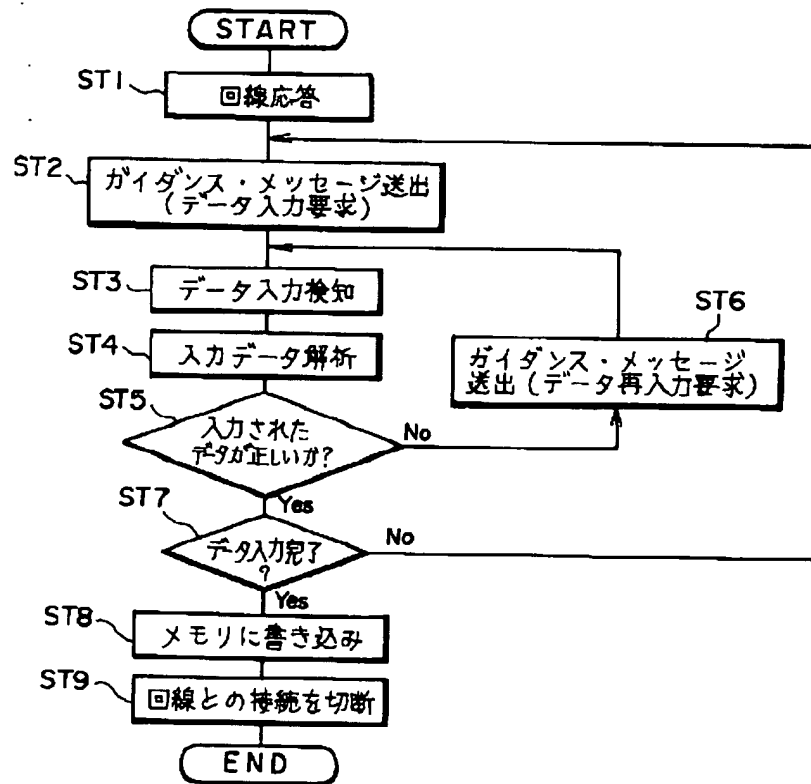 START
ST1
回線応答
ST2
ガイダンス・メッセージ送出
(データ入力要求)
ST3
データ入力検知
ST4
入力データ解析
ST6
ガイダンス・メッセージ
送出(データ再入力要求)
ST5
入力された
データが正しいか?
No
Yes
ST7
データ入力完了
?
No
Yes
ST8
メモリに書き込み
ST9
回線との接続を切断
END